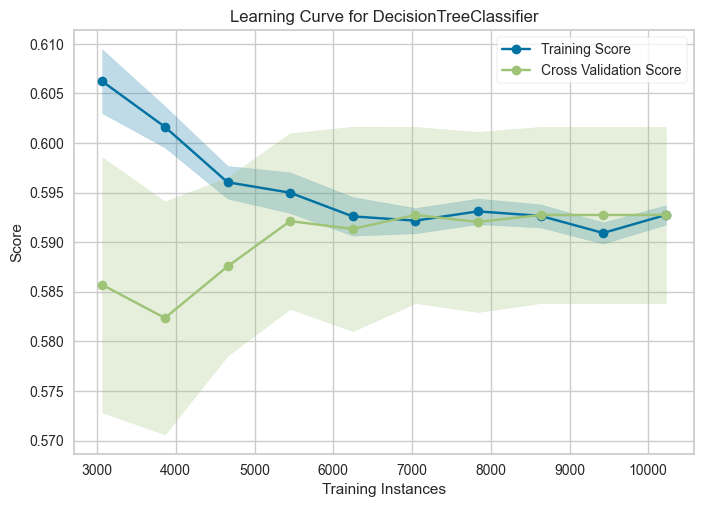 Learning Curve for DecisionTreeClassifier
Training Score
Cross Validation Score
0.610
0.605
0.600
0.595
0.590
0.585
0.580
0.575
0.570
Score
3000 4000 5000 6000 7000 8000 9000 10000
Training Instances